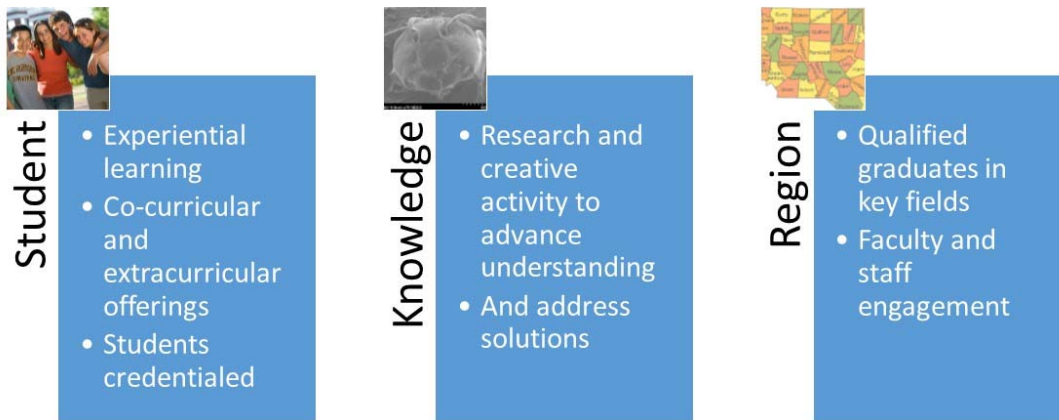 Student
• Experiential
learning
• Co-curricular
and
extracurricular
offerings
• Students
credentialed
Knowledge
• Research and
creative
activity to
advance
understanding
• And address
solutions
Region
• Qualified
graduates in
key fields
• Faculty and
staff
engagement